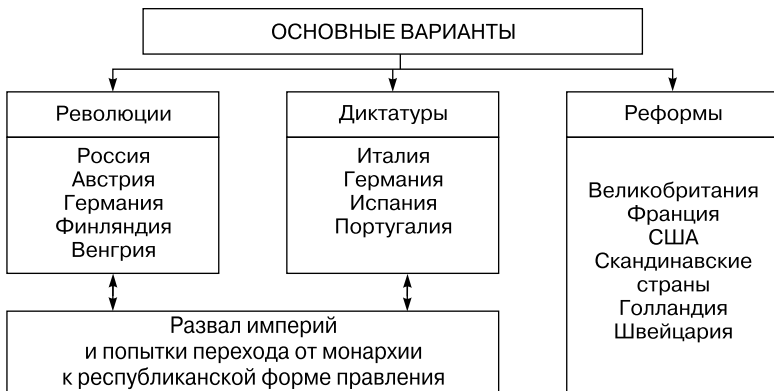 ОСНОВНЫЕ ВАРИАНТЫ
Революции
Россия
Австрия
Германия
Финляндия
Венгрия
Диктатуры
Италия
Германия
Испания
Португалия
Реформы
Великобритания
Франция
США
Скандинавские
страны
Голландия
Швейцария
Развал империй
и попытки перехода от монархии
к республиканской форме правления